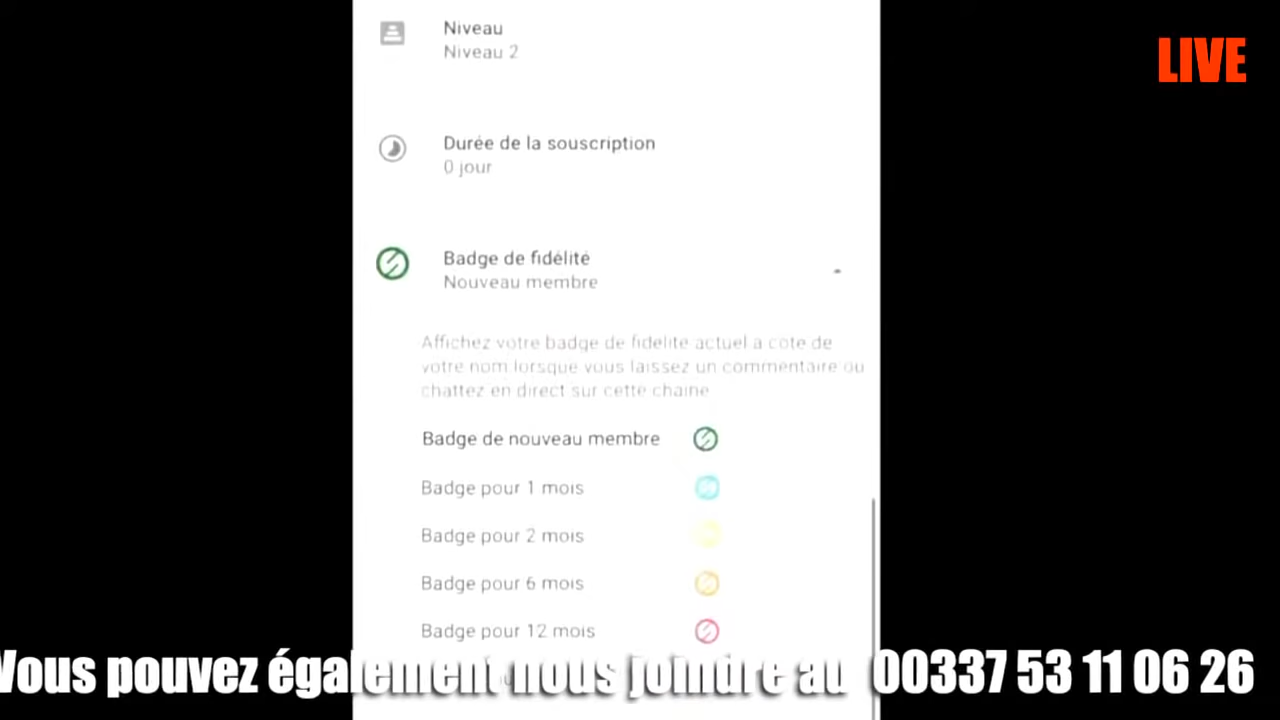 Niveau
Niveau 2
LIVE
Durée de la souscription
0 jour
Badge de fidélité
Nouveau membre
Affichez votre badge de fidelite actuel a cote de
votre nom lorsque vous laissez un commentaire ou
chattez en direct sur cette chaine
Badge de nouveau membre
Badge pour 1 mois
Badge pour 2 mois
Badge pour 6 mois
Badge pour 12 mois
Vous pouvez également nous joindre au 00337 53 11 06 26